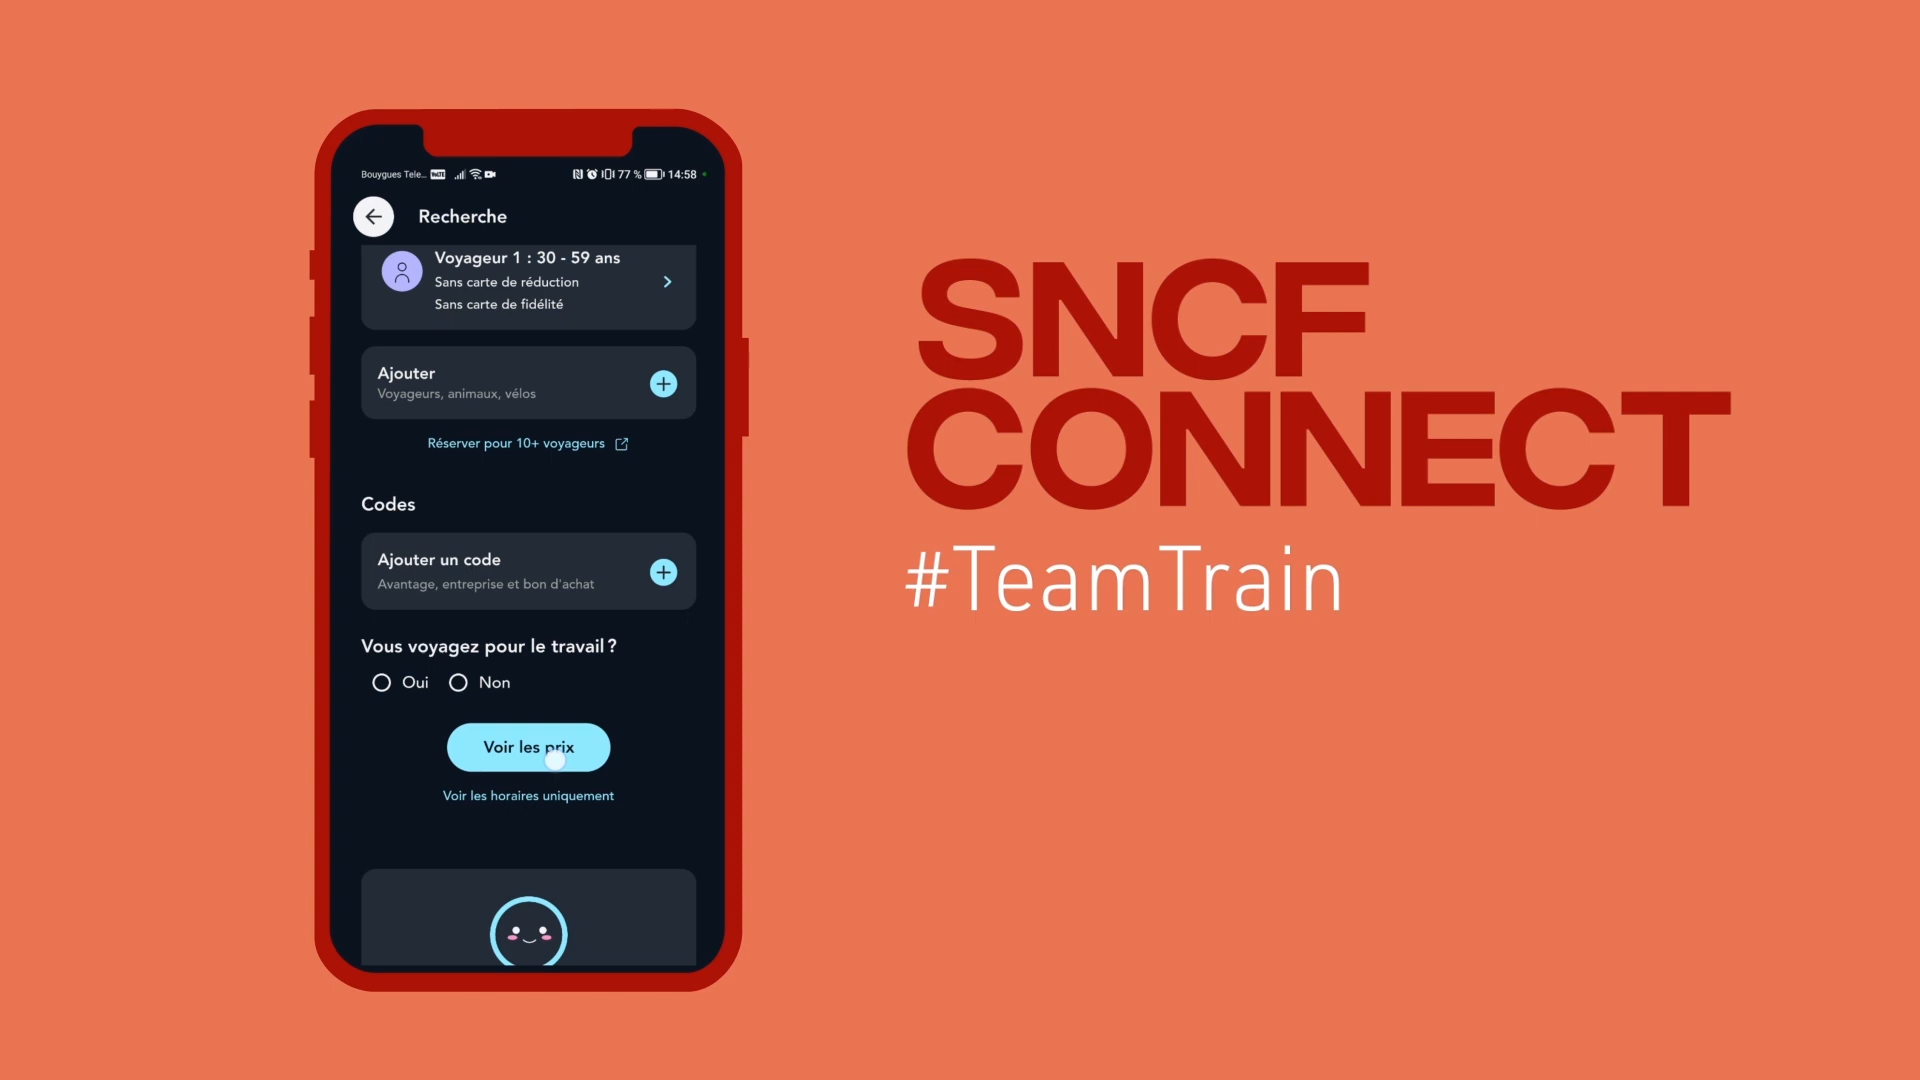 Bouygues Tele...
77 %
14:58
Recherche
Voyageur 1 : 30 - 59 ans
Sans carte de réduction
Sans carte de fidélité
Ajouter
Voyageurs, animaux, vélos
Réserver pour 10+ voyageurs
Codes
Ajouter un code
Avantage, entreprise et bon d'achat
Vous voyagez pour le travail ?
Oui
Non
Voir les prix
Voir les horaires uniquement
SNCF
CONNECT
#TeamTrain